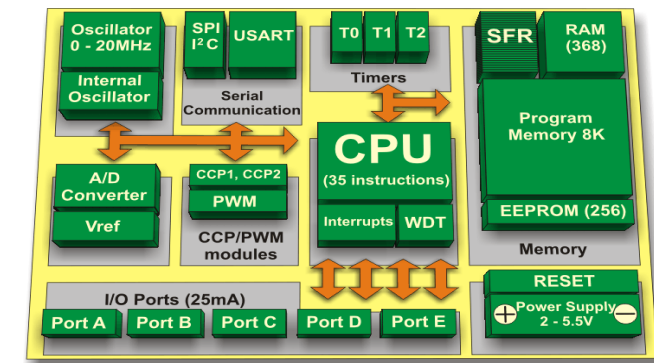 Oscillator
0 - 20MHz
Internal
Oscillator
SPI
I²C
USART
Serial
Communication
T0
T1
T2
Timers
SFR
RAM
(368)
Program
Memory 8K
EEPROM (256)
Memory
A/D
Converter
Vref
CCP1, CCP2
PWM
CCP/PWM
modules
CPU
(35 instructions)
Interrupts
WDT
I/O Ports (25mA)
Port A
Port B
Port C
Port D
Port E
RESET
+ Power Supply −
2 - 5.5V